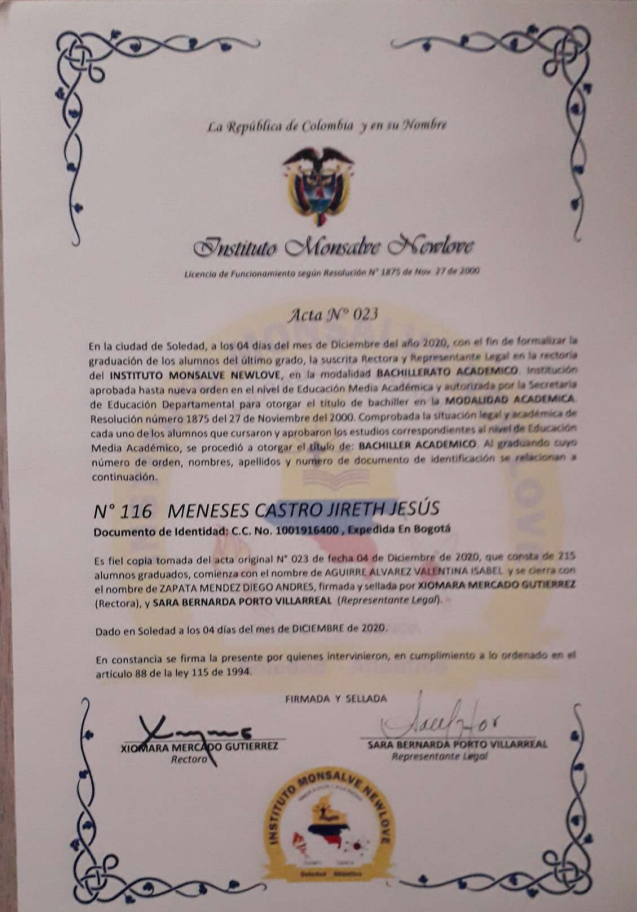 La República de Colombia y en su Nombre
Instituto Monsalve Newlove
Licencia de Funcionamiento según Resolución N° 1875 de Nov. 27 de 2000
Acta N° 023
En la ciudad de Soledad, a los 04 días del mes de Diciembre del año 2020, con el fin de formalizar la
graduación de los alumnos del último grado, la suscrita Rectora y Representante Legal en la rectoría
del INSTITUTO MONSALVE NEWLOVE, en la modalidad BACHILLERATO ACADEMICO. Institución
aprobada hasta nueva orden en el nivel de Educación Media Académica y autorizada por la Secretaria
de Educación Departamental para otorgar el título de bachiller en la MODALIDAD ACADEMICA.
Resolución número 1875 del 27 de Noviembre del 2000. Comprobada la situación legal y académica de
cada uno de los alumnos que cursaron y aprobaron los estudios correspondientes al nivel de Educación
Media Académico, se procedió a otorgar el título de: BACHILLER ACADEMICO. Al graduando cuyo
número de orden, nombres, apellidos y numero de documento de identificación se relacionan a
continuación.
N° 116 MENESES CASTRO JIRETH JESÚS
Documento de Identidad: C.C. No. 1001916400 , Expedida En Bogotá
Es fiel copia tomada del acta original N° 023 de fecha 04 de Diciembre de 2020, que consta de 215
alumnos graduados, comienza con el nombre de AGUIRRE ALVAREZ VALENTINA ISABEL y se cierra con
el nombre de ZAPATA MENDEZ DIEGO ANDRES, firmada y sellada por XIOMARA MERCADO GUTIERREZ
(Rectora), y SARA BERNARDA PORTO VILLARREAL (Representante Legal).
Dado en Soledad a los 04 días del mes de DICIEMBRE de 2020.
En constancia se firma la presente por quienes intervinieron, en cumplimiento a lo ordenado en el
artículo 88 de la ley 115 de 1994.
FIRMADA Y SELLADA
XIOMARA MERCADO GUTIERREZ
Rectora
SARA BERNARDA PORTO VILLARREAL
Representante Legal
INSTITUTO MONSALVE NEWLOVE
Soledad Atlántico